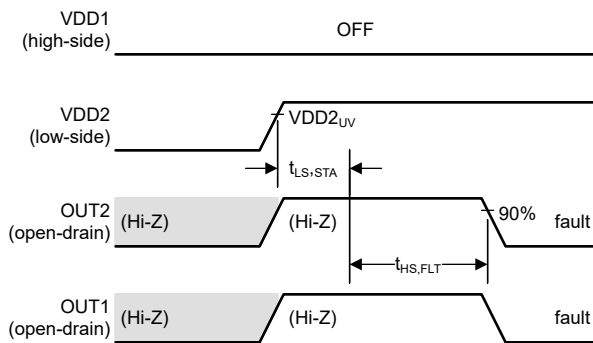 VDD1
(high-side)
OFF
VDD2
(low-side)
VDD2UV
tLS,STA
OUT2
(open-drain)
(Hi-Z)
(Hi-Z)
90%
fault
tHS,FLT
OUT1
(open-drain)
(Hi-Z)
(Hi-Z)
fault